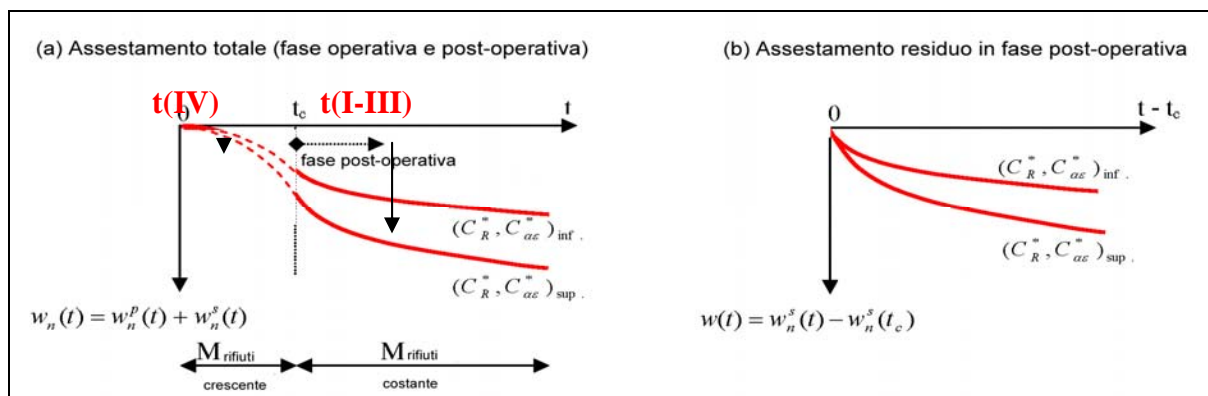 (a) Assestamento totale (fase operativa e post-operativa)
t(IV)
0
t_c
t(I-III)
t
fase post-operativa
(C*_R, C*_αε)_inf.
(C*_R, C*_αε)_sup.
w_n(t) = w_n^p(t) + w_n^s(t)
M rifiuti
crescente
M rifiuti
costante
(b) Assestamento residuo in fase post-operativa
0
t - t_c
(C*_R, C*_αε)_inf.
(C*_R, C*_αε)_sup.
w(t) = w_n^s(t) − w_n^s(t_c)